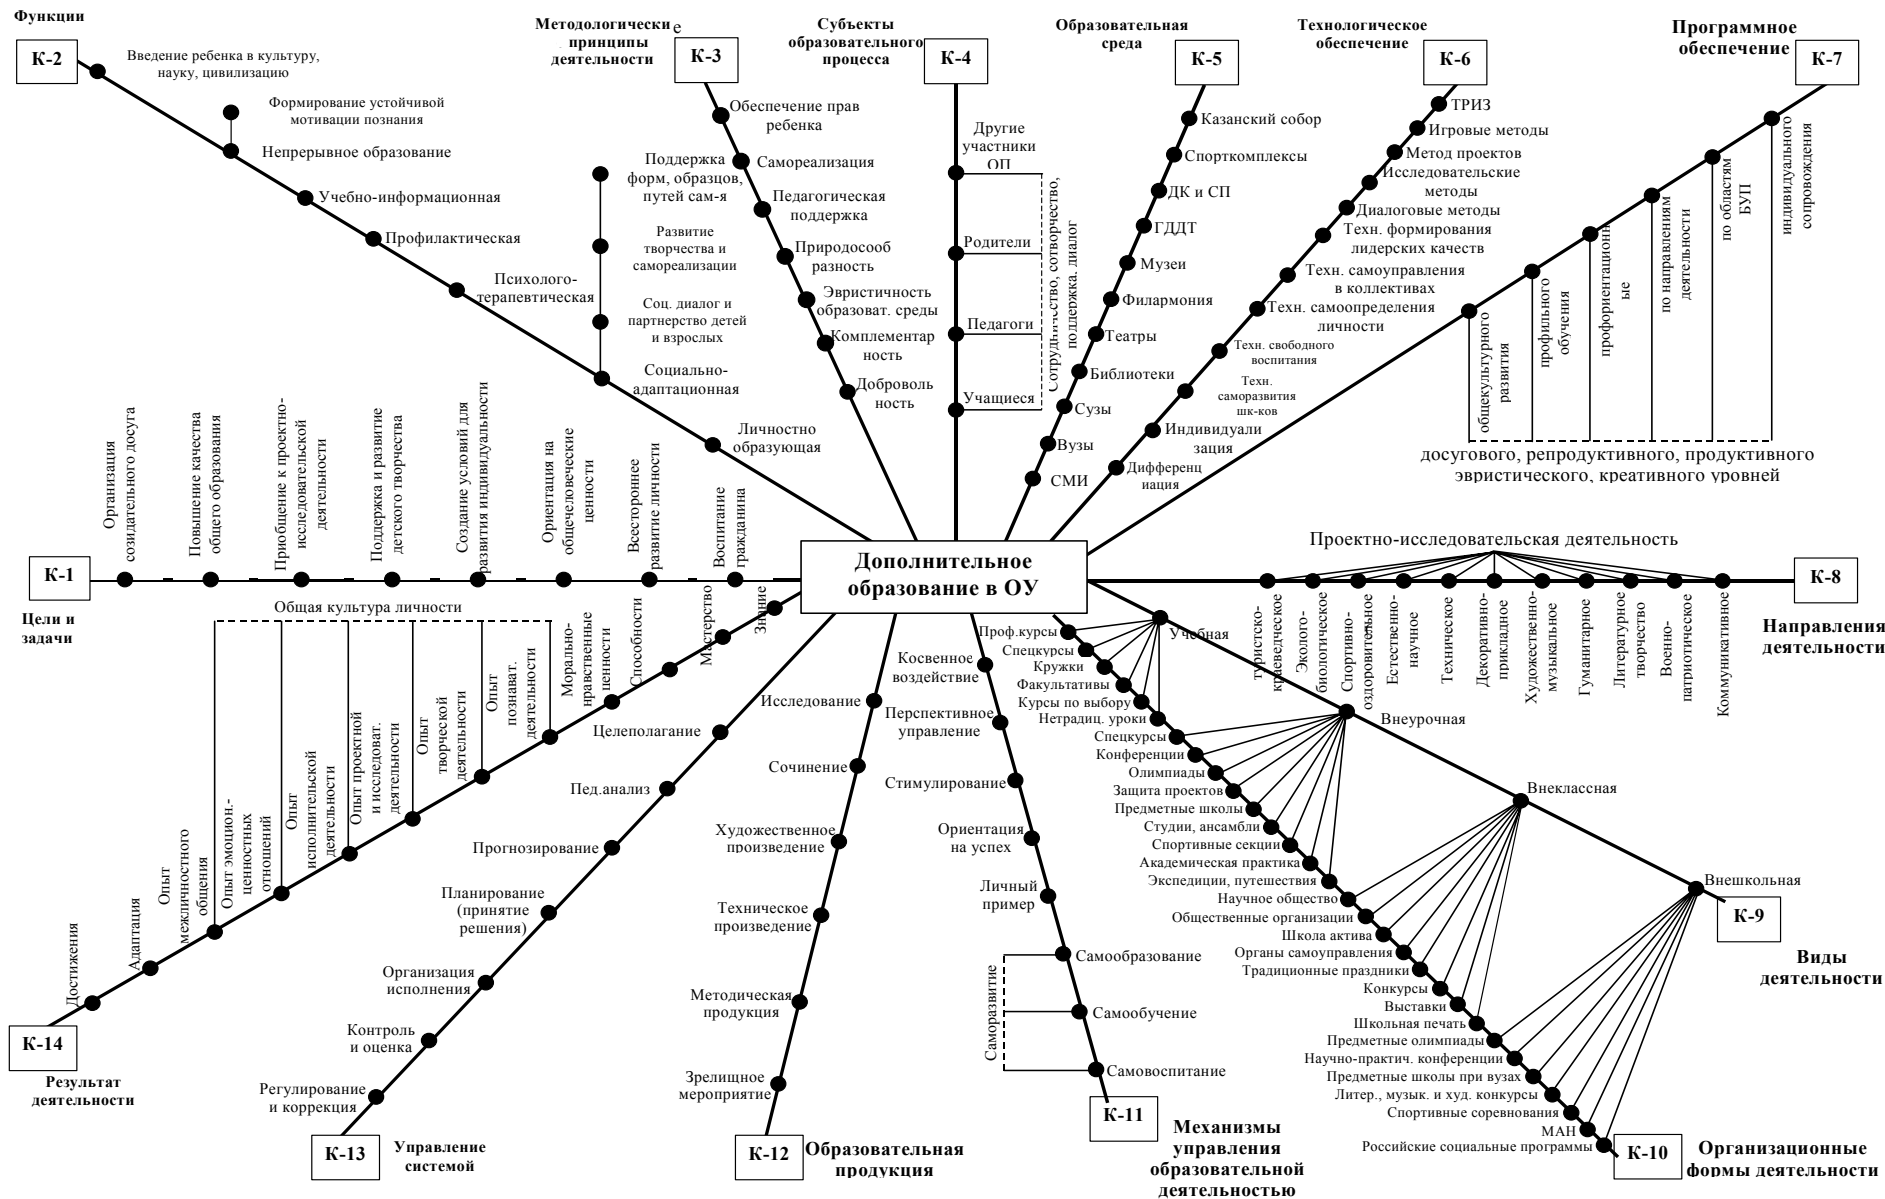 Функции
К-2
Введение ребенка в культуру,
науку, цивилизацию
Формирование устойчивой
мотивации познания
Непрерывное образование
Учебно-информационная
Профилактическая
Психолого-
терапевтическая
Поддержка
форм, образцов,
путей сам-я
Развитие
творчества и
самореализации
Соц. диалог и
партнерство детей
и взрослых
Социально-
адаптационная
Личностно
образующая
Методологические
принципы
деятельности
К-3
Обеспечение прав
ребенка
Самореализация
Педагогическая
поддержка
Природосооб
разность
Эвристичность
образоват. среды
Комплементар
ность
Доброволь
ность
Субъекты
образовательного
процесса
К-4
Другие
участники
ОП
Родители
Педагоги
Учащиеся
Сотрудничество, сотворчество,
поддержка, диалог
Образовательная
среда
К-5
Казанский собор
Спорткомплексы
ДК и СП
ГДДТ
Музеи
Филармония
Театры
Библиотеки
Сузы
Вузы
СМИ
Технологическое
обеспечение
К-6
ТРИЗ
Игровые методы
Метод проектов
Исследовательские
методы
Диалоговые методы
Техн. формирования
лидерских качеств
Техн. самоуправления
в коллективах
Техн. самоопределения
личности
Техн. свободного
воспитания
Техн.
саморазвития
шк-ков
Индивидуали
зация
Дифференц
иация
Программное
обеспечение
К-7
общекультурного
развития
профильного
обучения
профориентационн
ые
по направлениям
деятельности
по областям
БУП
индивидуального
сопровождения
досугового, репродуктивного, продуктивного
эвристического, креативного уровней
К-1
Цели и
задачи
Организация
созидательного досуга
Повышение качества
общего образования
Приобщение к проектно-
исследовательской
деятельности
Поддержка и развитие
детского творчества
Создание условий для
развития индивидуальности
Ориентация на
общечеловеческие
ценности
Всестороннее
развитие личности
Воспитание
гражданина
Дополнительное
образование в ОУ
Проектно-исследовательская деятельность
К-8
Направления
деятельности
туристско-
краеведческое
Эколого-
биологическое
Спортивно-
оздоровительное
Естественно-
научное
Техническое
Декоративно-
прикладное
Художественно-
музыкальное
Гуманитарное
Литературное
творчество
Военно-
патриотическое
Коммуникативное
Общая культура личности
Знание
Мастерство
Способности
Морально-
нравственные
ценности
Опыт
познават.
деятельности
Опыт
творческой
деятельности
Опыт проектной
и исследоват.
деятельности
Опыт
исполнительской
деятельности
Опыт эмоцион.-
ценностных
отношений
Опыт
межличностного
общения
Адаптация
Достижения
К-14
Результат
деятельности
Целеполагание
Пед.анализ
Прогнозирование
Планирование
(принятие
решения)
Организация
исполнения
Контроль
и оценка
Регулирование
и коррекция
К-13
Управление
системой
Исследование
Сочинение
Художественное
произведение
Техническое
произведение
Методическая
продукция
Зрелищное
мероприятие
К-12
Образовательная
продукция
Косвенное
воздействие
Перспективное
управление
Стимулирование
Ориентация
на успех
Личный
пример
Самообразование
Самообучение
Самовоспитание
Саморазвитие
К-11
Механизмы
управления
образовательной
деятельностью
Учебная
Внеурочная
Внеклассная
Внешкольная
К-9
Виды
деятельности
Проф.курсы
Спецкурсы
Кружки
Факультативы
Курсы по выбору
Нетрадиц. уроки
Спецкурсы
Конференции
Олимпиады
Защита проектов
Предметные школы
Студии, ансамбли
Спортивные секции
Академическая практика
Экспедиции, путешествия
Научное общество
Общественные организации
Школа актива
Органы самоуправления
Традиционные праздники
Конкурсы
Выставки
Школьная печать
Предметные олимпиады
Научно-практич. конференции
Предметные школы при вузах
Литер., музык. и худ. конкурсы
Спортивные соревнования
МАН
Российские социальные программы
К-10
Организационные
формы деятельности